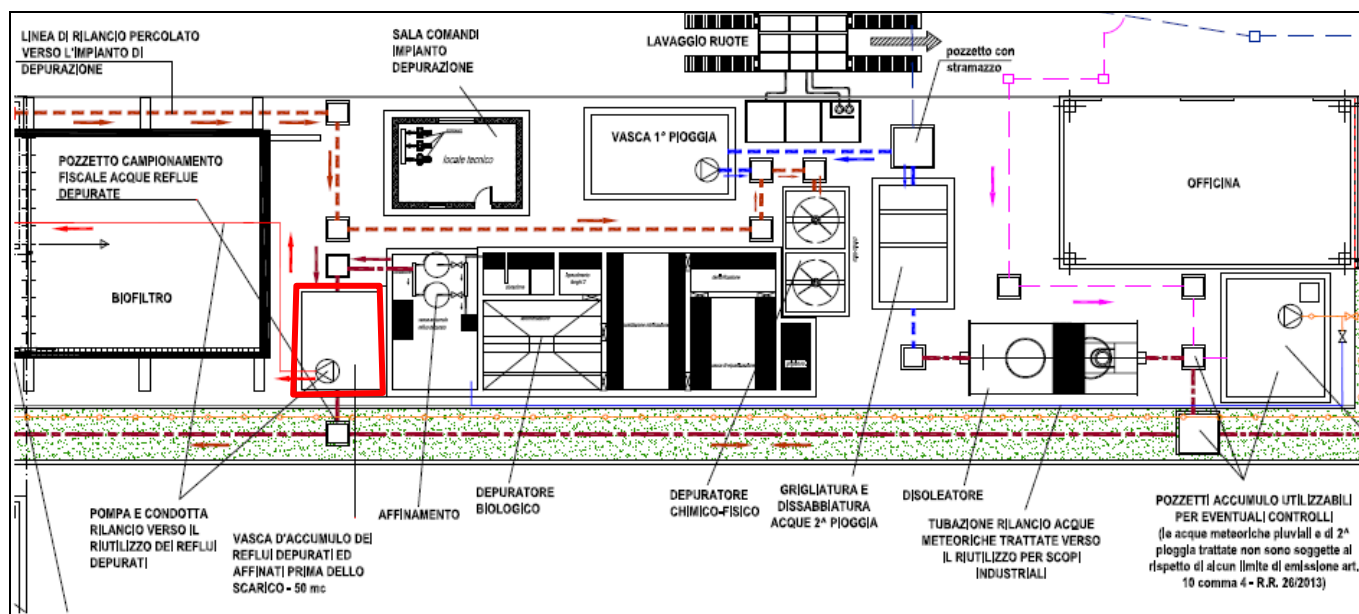 LINEA DI RILANCIO PERCOLATO
VERSO L'IMPIANTO DI
DEPURAZIONE
SALA COMANDI
IMPIANTO
DEPURAZIONE
LAVAGGIO RUOTE
pozzetto con
stramazzo
POZZETTO CAMPIONAMENTO
FISCALE ACQUE REFLUE
DEPURATE
locale tecnico
VASCA 1° PIOGGIA
OFFICINA
BIOFILTRO
POMPA E CONDOTTA
RILANCIO VERSO IL
RIUTILIZZO DEI REFLUI
DEPURATI
VASCA D'ACCUMULO DEI
REFLUI DEPURATI ED
AFFINATI PRIMA DELLO
SCARICO - 50 mc
AFFINAMENTO
DEPURATORE
BIOLOGICO
DEPURATORE
CHIMICO-FISICO
GRIGLIATURA E
DISSABBIATURA
ACQUE 2^ PIOGGIA
DISOLEATORE
TUBAZIONE RILANCIO ACQUE
METEORICHE TRATTATE VERSO
IL RIUTILIZZO PER SCOPI
INDUSTRIALI
POZZETTI ACCUMULO UTILIZZABILI
PER EVENTUALI CONTROLLI
(le acque meteoriche pluviali e di 2^
pioggia trattate non sono soggette al
rispetto di alcun limite di emissione art.
10 comma 4 - R.R. 26/2013)